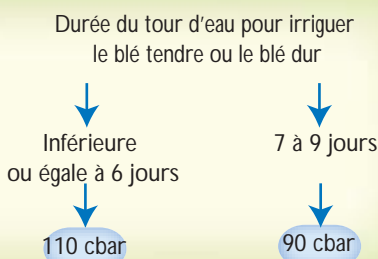 Durée du tour d'eau pour irriguer
le blé tendre ou le blé dur
Inférieure
ou égale à 6 jours
7 à 9 jours
110 cbar
90 cbar